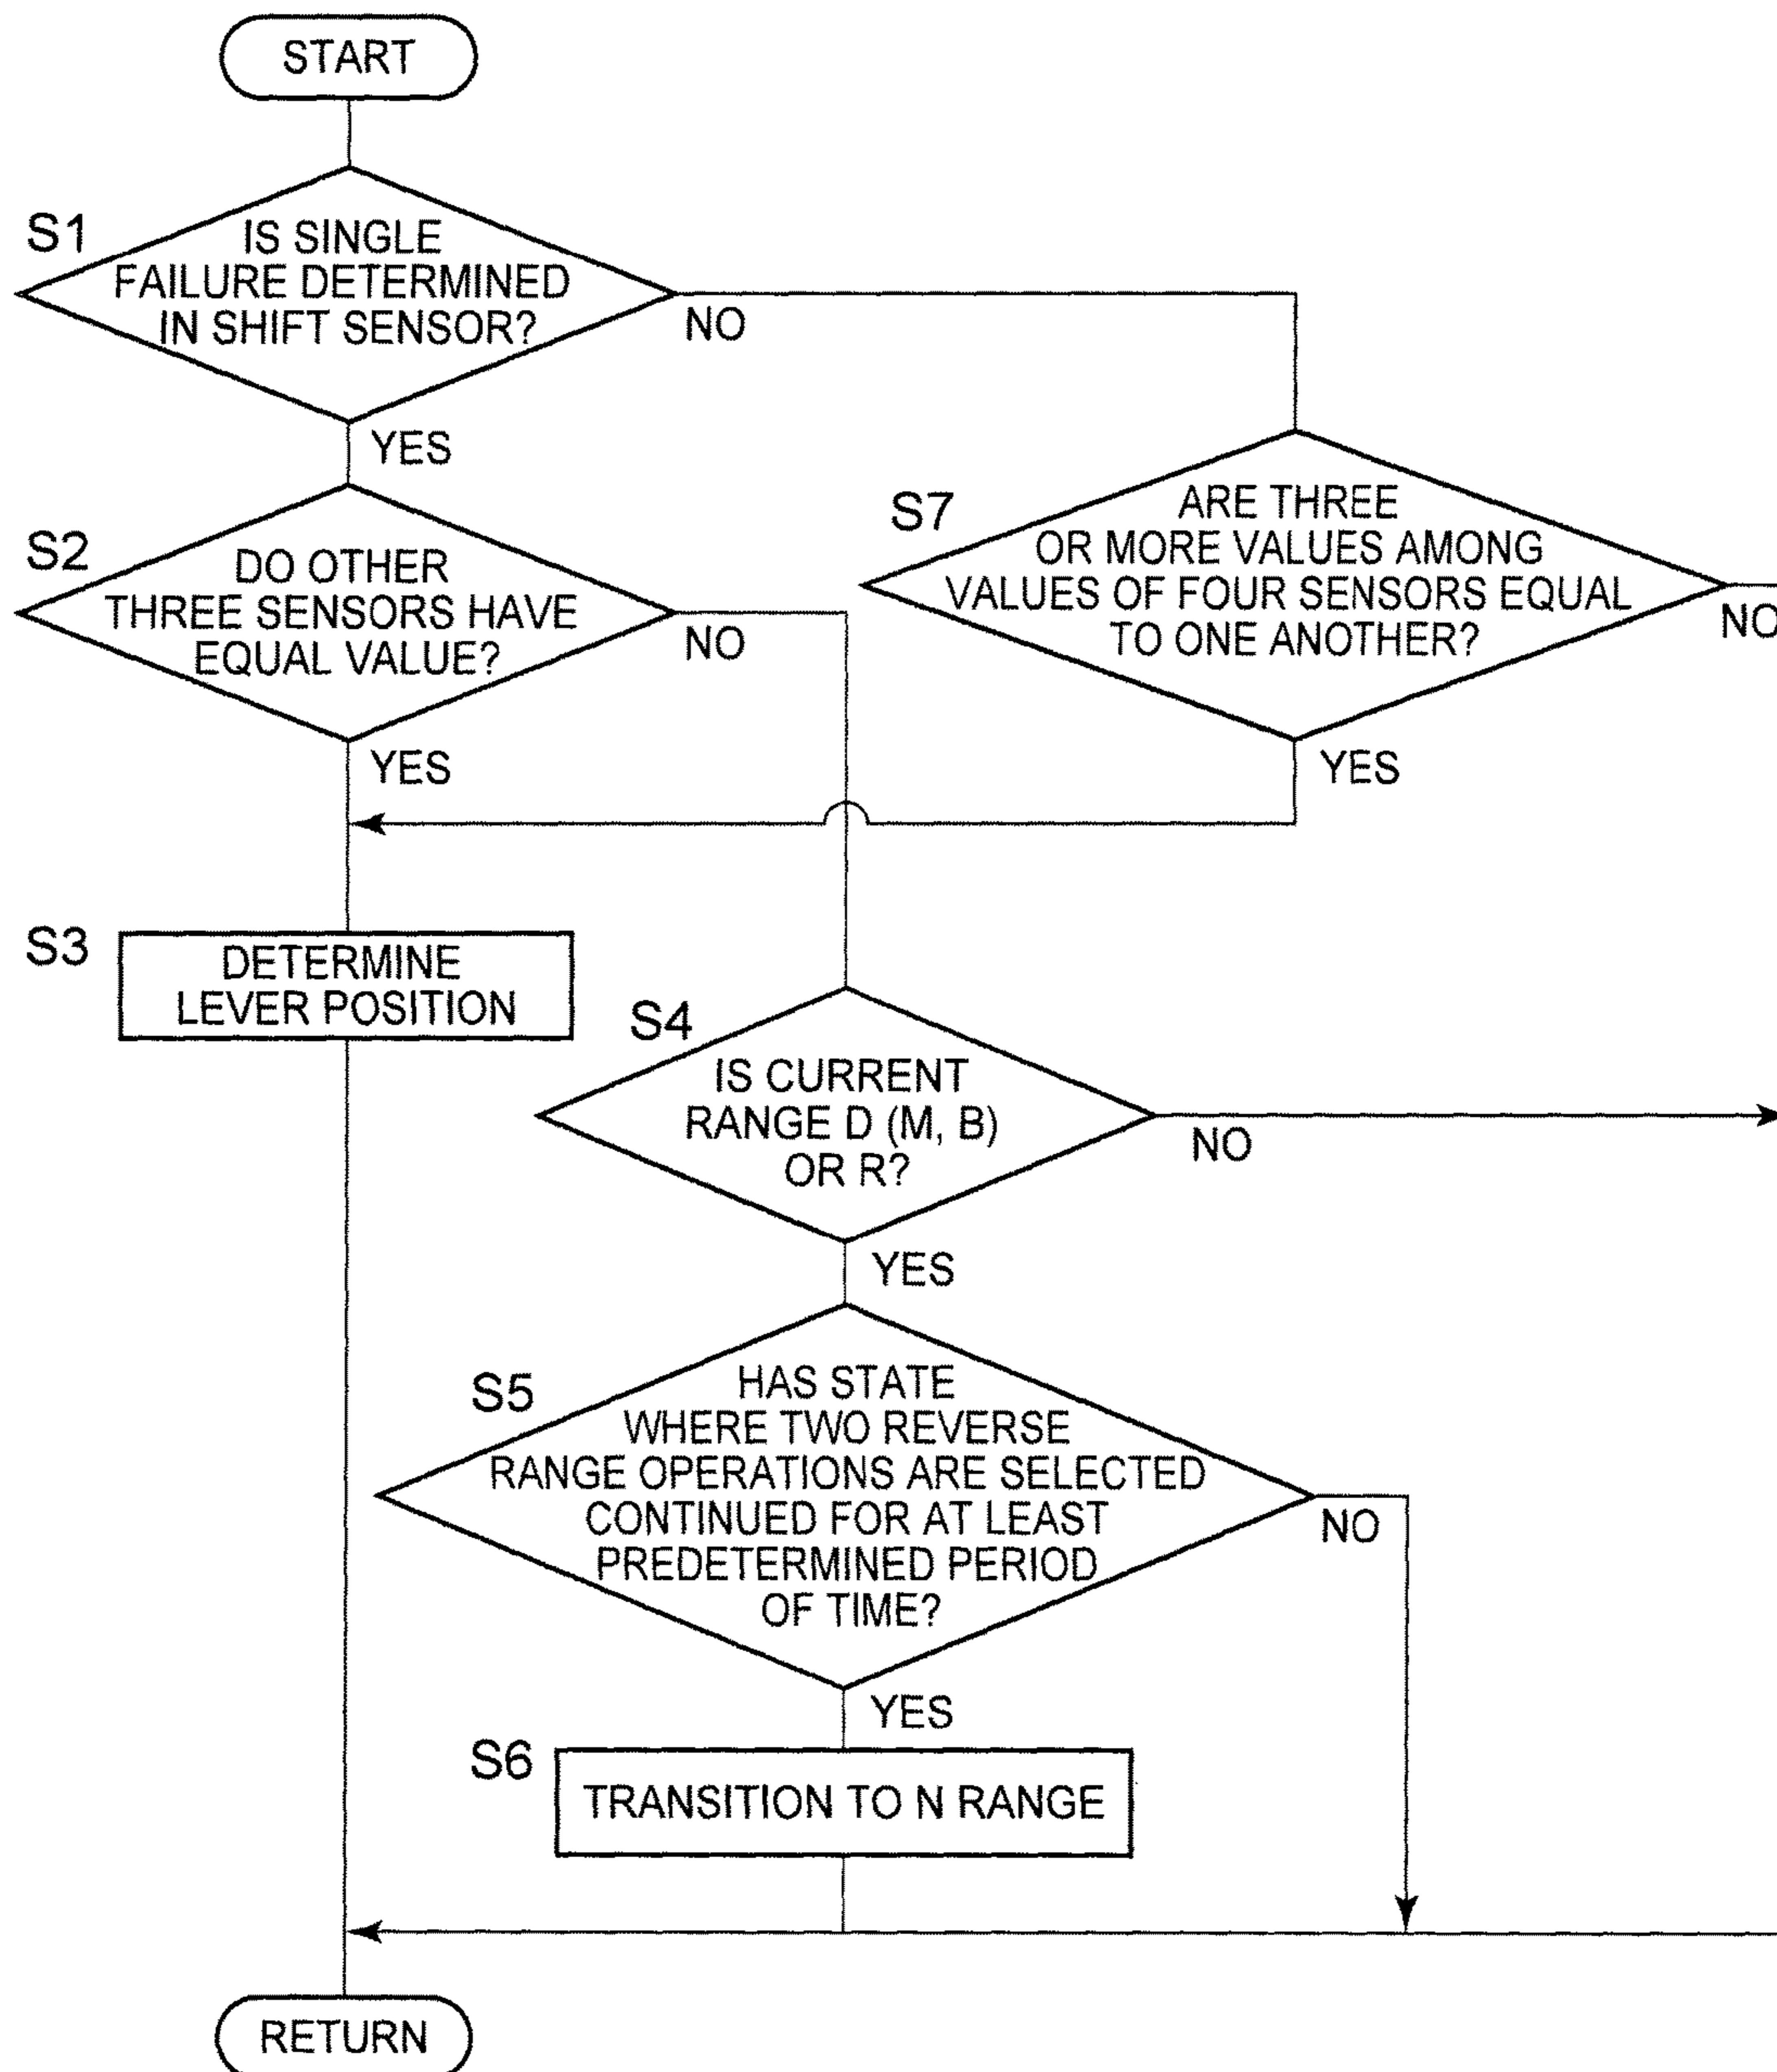 START
S1
IS SINGLE
FAILURE DETERMINED
IN SHIFT SENSOR?
NO
YES
S2
DO OTHER
THREE SENSORS HAVE
EQUAL VALUE?
NO
YES
S7
ARE THREE
OR MORE VALUES AMONG
VALUES OF FOUR SENSORS EQUAL
TO ONE ANOTHER?
NO
YES
S3
DETERMINE
LEVER POSITION
S4
IS CURRENT
RANGE D (M, B)
OR R?
NO
YES
S5
HAS STATE
WHERE TWO REVERSE
RANGE OPERATIONS ARE SELECTED
CONTINUED FOR AT LEAST
PREDETERMINED PERIOD
OF TIME?
NO
YES
S6
TRANSITION TO N RANGE
RETURN